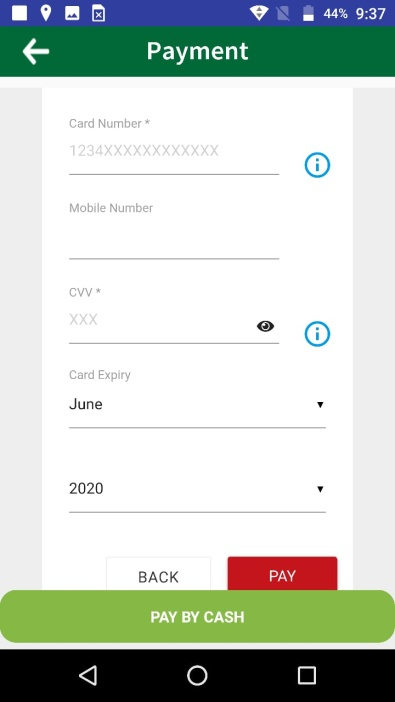 44% 9:37
Payment
Card Number *
1234XXXXXXXXXXXX
Mobile Number
CVV *
XXX
Card Expiry
June
2020
BACK
PAY
PAY BY CASH